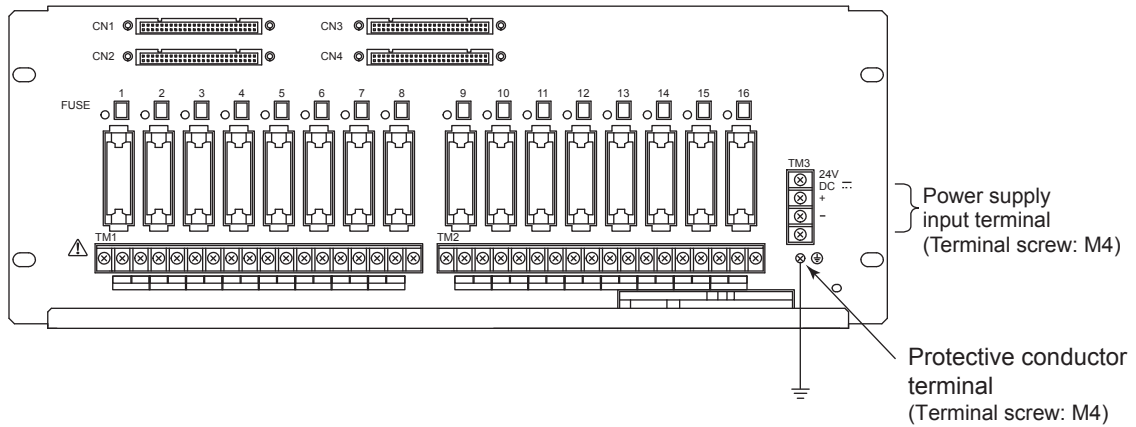 CN1 CN3
CN2 CN4
FUSE 1 2 3 4 5 6 7 8 9 10 11 12 13 14 15 16
TM3
24V
DC
+
−
TM1 TM2
Power supply
input terminal
(Terminal screw: M4)
Protective conductor
terminal
(Terminal screw: M4)